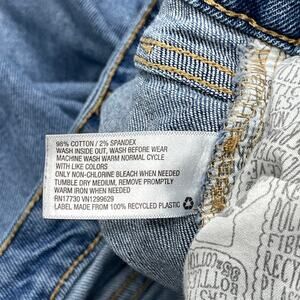 98% COTTON / 2% SPANDEX
WASH INSIDE OUT, WASH BEFORE WEAR
MACHINE WASH WARM NORMAL CYCLE
WITH LIKE COLORS
ONLY NON-CHLORINE BLEACH WHEN NEEDED
TUMBLE DRY MEDIUM, REMOVE PROMPTLY
WARM IRON WHEN NEEDED
RN17730 VN1299629
LABEL MADE FROM 100% RECYCLED PLASTIC